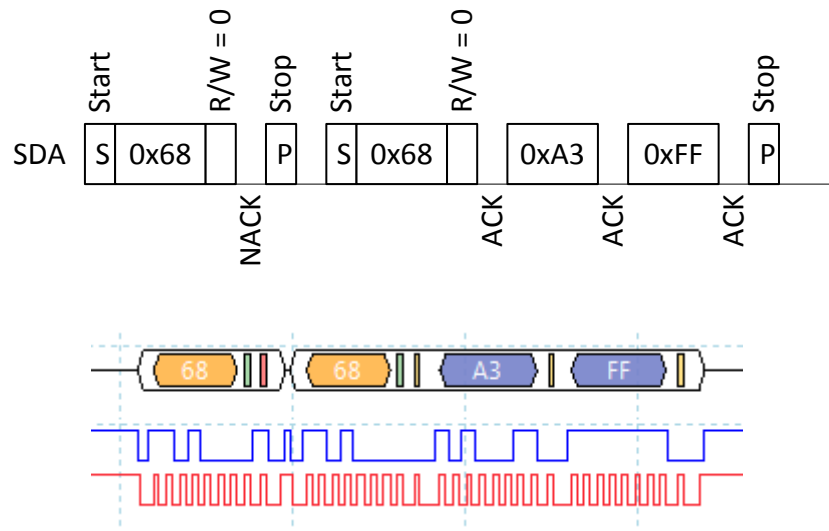 Start
R/W = 0
Stop
Start
R/W = 0
Stop
SDA
S
0x68
P
S
0x68
0xA3
0xFF
P
NACK
ACK
ACK
ACK
68
68
A3
FF